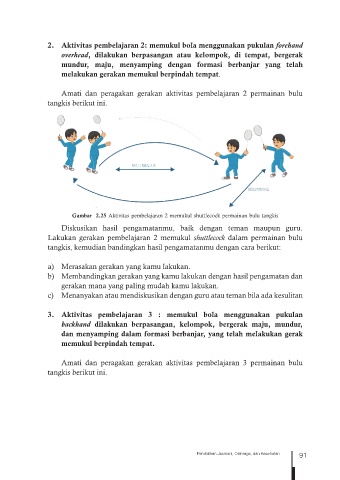 2. Aktivitas pembelajaran 2: memukul bola menggunakan pukulan forehand
overhead, dilakukan berpasangan atau kelompok, di tempat, bergerak
mundur, maju, menyamping dengan formasi berbanjar yang telah
melakukan gerakan memukul berpindah tempat.
Amati dan peragakan gerakan aktivitas pembelajaran 2 permainan bulu
tangkis berikut ini.
Gambar 2.25 Aktivitas pembelajaran 2 memukul shuttlecock permainan bulu tangkis
Diskusikan hasil pengamatanmu, baik dengan teman maupun guru.
Lakukan gerakan pembelajaran 2 memukul shuttlecock dalam permainan bulu
tangkis, kemudian bandingkan hasil pengamatanmu dengan cara berikut:
a) Merasakan gerakan yang kamu lakukan.
b) Membandingkan gerakan yang kamu lakukan dengan hasil pengamatan dan
gerakan mana yang paling mudah kamu lakukan.
c) Menanyakan atau mendiskusikan dengan guru atau teman bila ada kesulitan
3. Aktivitas pembelajaran 3 : memukul bola menggunakan pukulan
backhand dilakukan berpasangan, kelompok, bergerak maju, mundur,
dan menyamping dalam formasi berbanjar, yang telah melakukan gerak
memukul berpindah tempat.
Amati dan peragakan gerakan aktivitas pembelajaran 3 permainan bulu
tangkis berikut ini.
Pendidikan Jasmani, Olahraga, dan Kesehatan 91